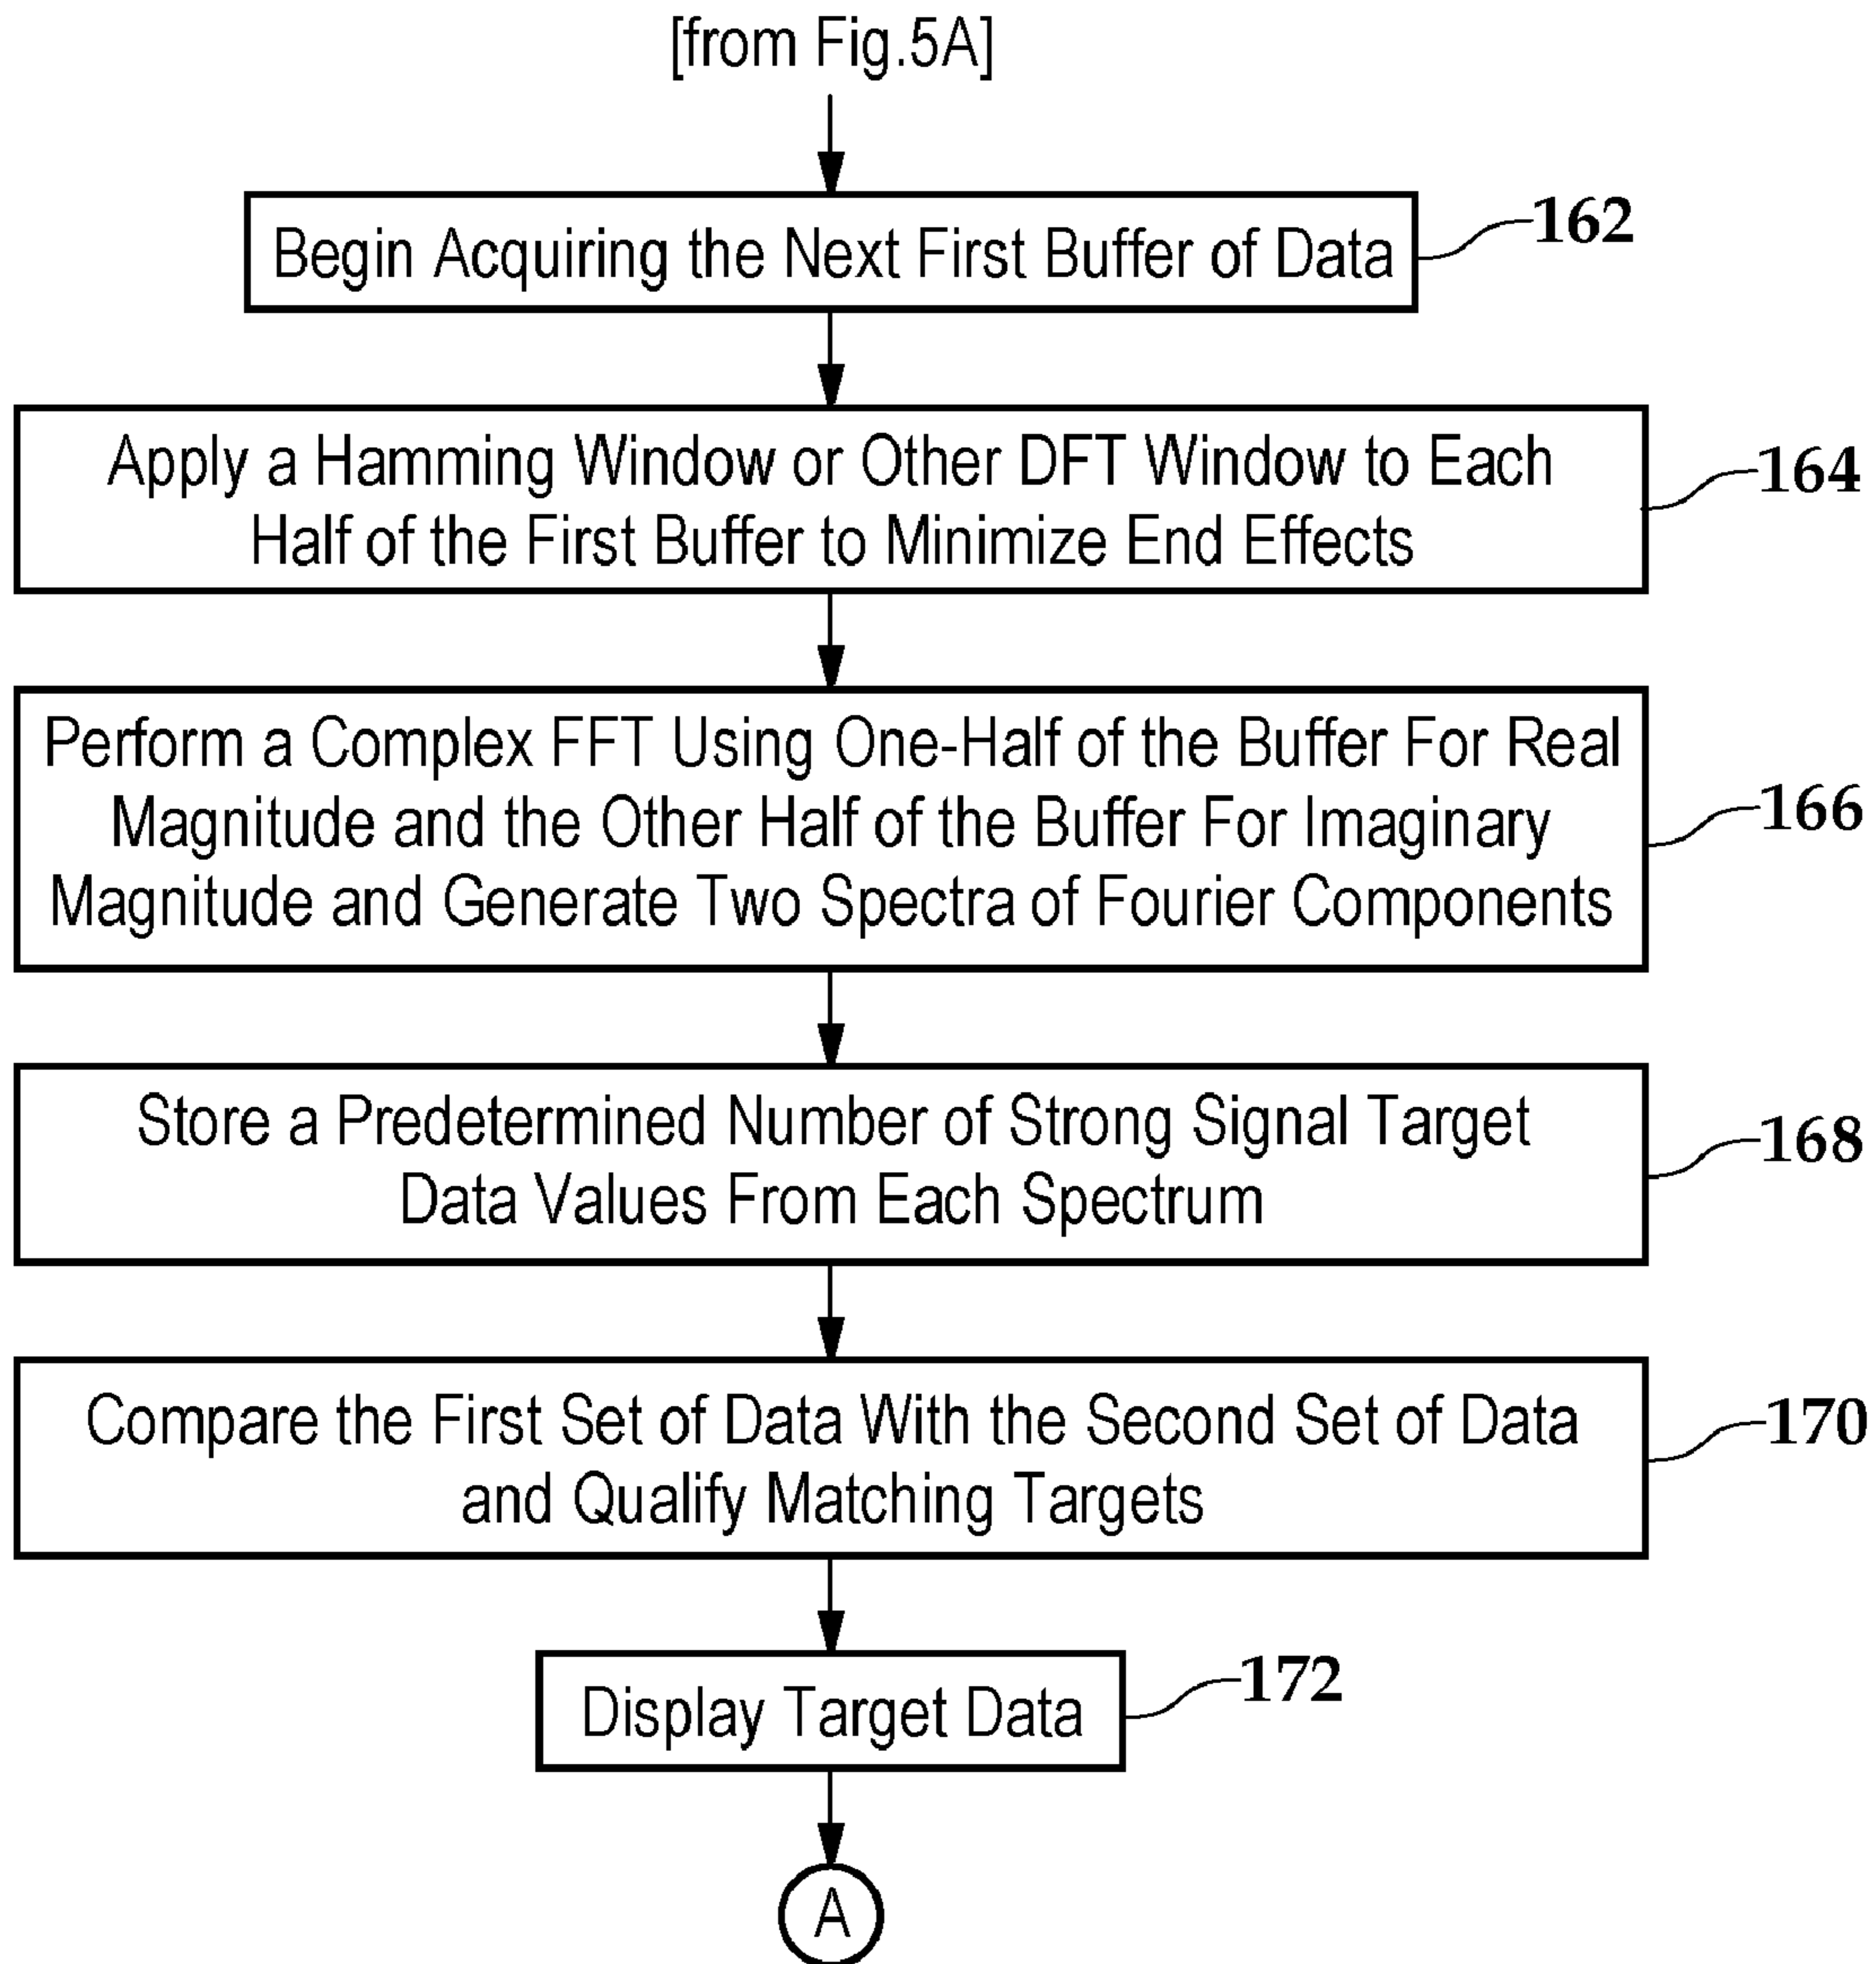 [from Fig.5A]
Begin Acquiring the Next First Buffer of Data
162
Apply a Hamming Window or Other DFT Window to Each
Half of the First Buffer to Minimize End Effects
164
Perform a Complex FFT Using One-Half of the Buffer For Real
Magnitude and the Other Half of the Buffer For Imaginary
Magnitude and Generate Two Spectra of Fourier Components
166
Store a Predetermined Number of Strong Signal Target
Data Values From Each Spectrum
168
Compare the First Set of Data With the Second Set of Data
and Qualify Matching Targets
170
Display Target Data
172
A